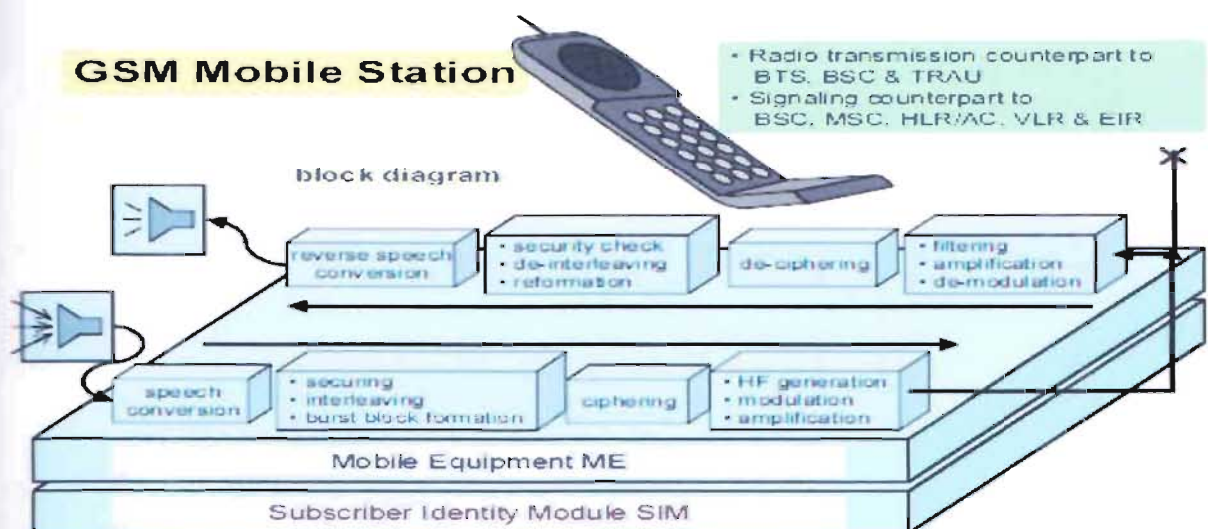 GSM Mobile Station
• Radio transmission counterpart to
BTS, BSC & TRAU
• Signaling counterpart to
BSC, MSC, HLR/AC, VLR & EIR
block diagram
reverse speech
conversion
• security check
• de-interleaving
• reformation
de-ciphering
• filtering
• amplification
• de-modulation
speech
conversion
• securing
• interleaving
• burst block formation
ciphering
• HF generation
• modulation
• amplification
Mobile Equipment ME
Subscriber Identity Module SIM